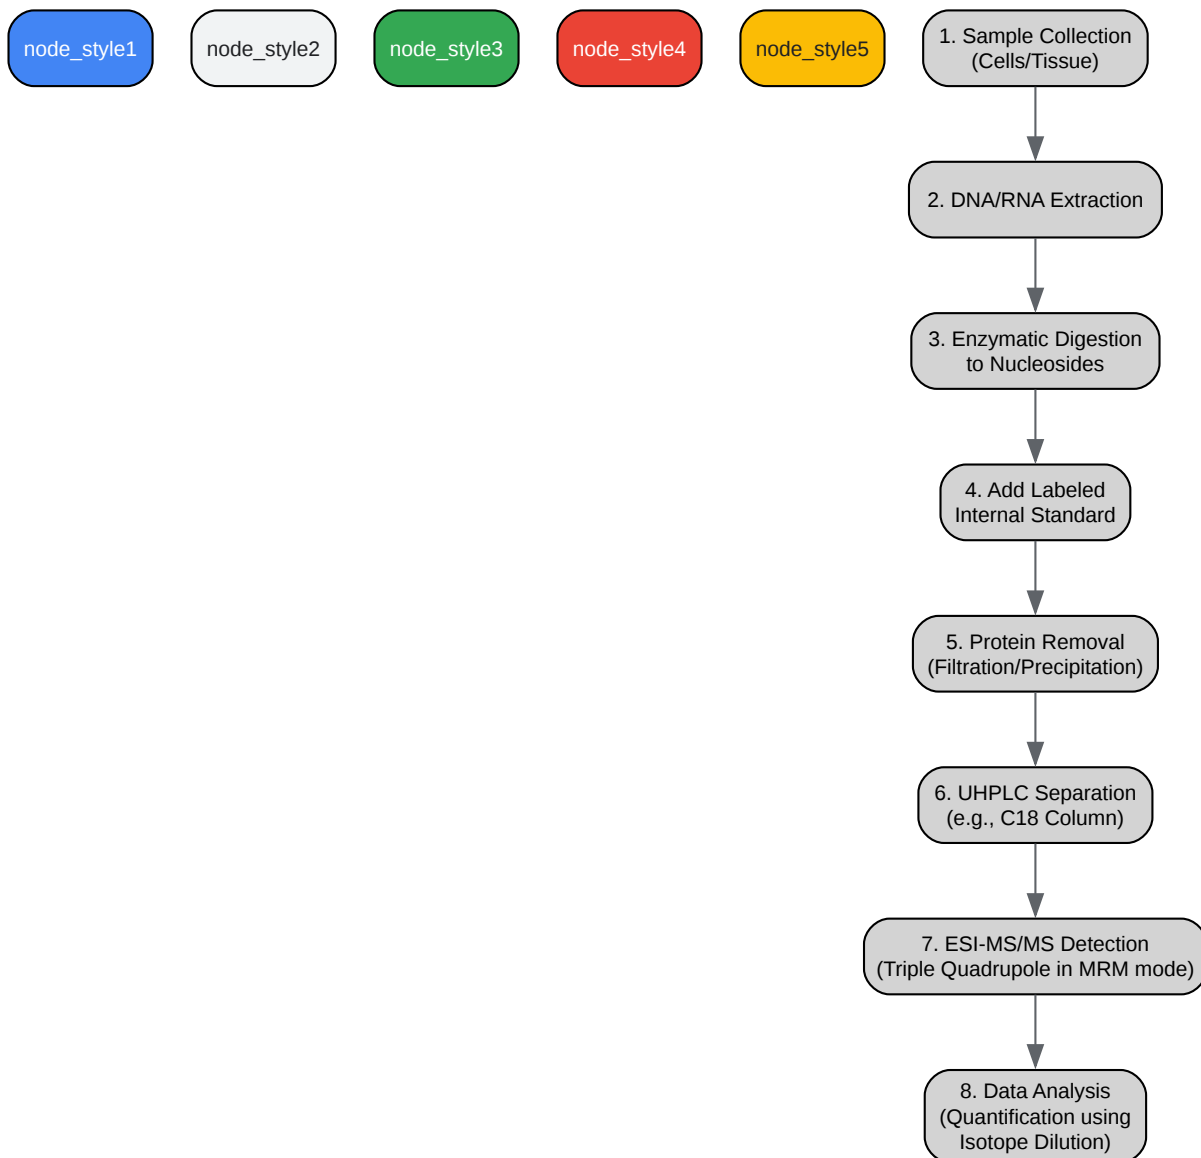 node_style1
node_style2
node_style3
node_style4
node_style5
1. Sample Collection
(Cells/Tissue)
2. DNA/RNA Extraction
3. Enzymatic Digestion
to Nucleosides
4. Add Labeled
Internal Standard
5. Protein Removal
(Filtration/Precipitation)
6. UHPLC Separation
(e.g., C18 Column)
7. ESI-MS/MS Detection
(Triple Quadrupole in MRM mode)
8. Data Analysis
(Quantification using
Isotope Dilution)